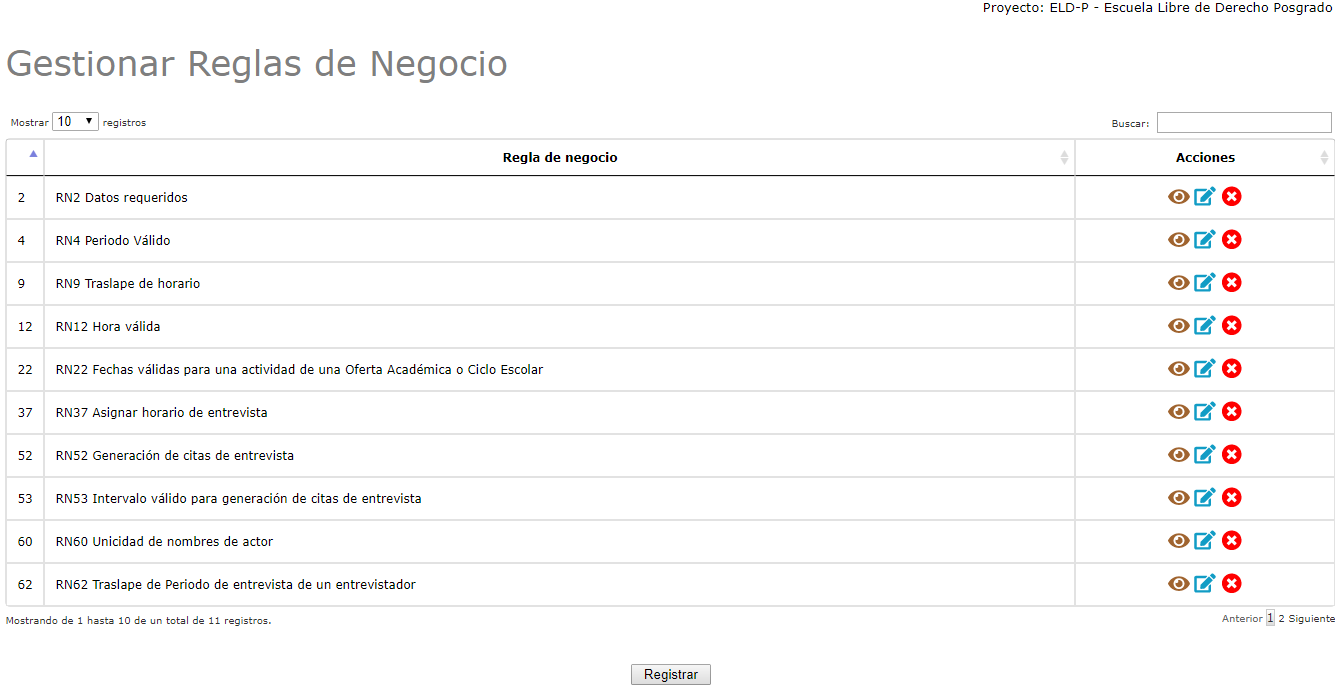 Proyecto: ELD-P - Escuela Libre de Derecho Posgrado
Gestionar Reglas de Negocio
Mostrar 10 registros Buscar:
Regla de negocio Acciones
2 RN2 Datos requeridos
4 RN4 Periodo Válido
9 RN9 Traslape de horario
12 RN12 Hora válida
22 RN22 Fechas válidas para una actividad de una Oferta Académica o Ciclo Escolar
37 RN37 Asignar horario de entrevista
52 RN52 Generación de citas de entrevista
53 RN53 Intervalo válido para generación de citas de entrevista
60 RN60 Unicidad de nombres de actor
62 RN62 Traslape de Periodo de entrevista de un entrevistador
Mostrando de 1 hasta 10 de un total de 11 registros. Anterior 1 2 Siguiente
Registrar